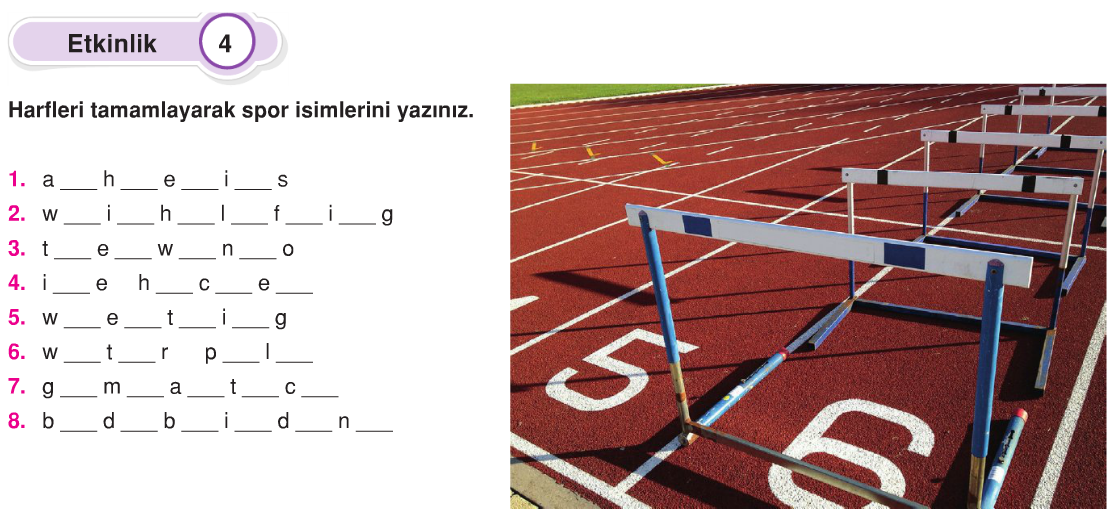 Etkinlik 4
Harfleri tamamlayarak spor isimlerini yazınız.
1. a ___ h ___ e ___ i ___ s
2. w ___ i ___ h ___ l ___ f ___ i ___ g
3. t ___ e ___ w ___ n ___ o
4. i ___ e h ___ c ___ e ___
5. w ___ e ___ t ___ i ___ g
6. w ___ t ___ r p ___ l ___
7. g ___ m ___ a ___ t ___ c ___
8. b ___ d ___ b ___ i ___ d ___ n ___
5
6